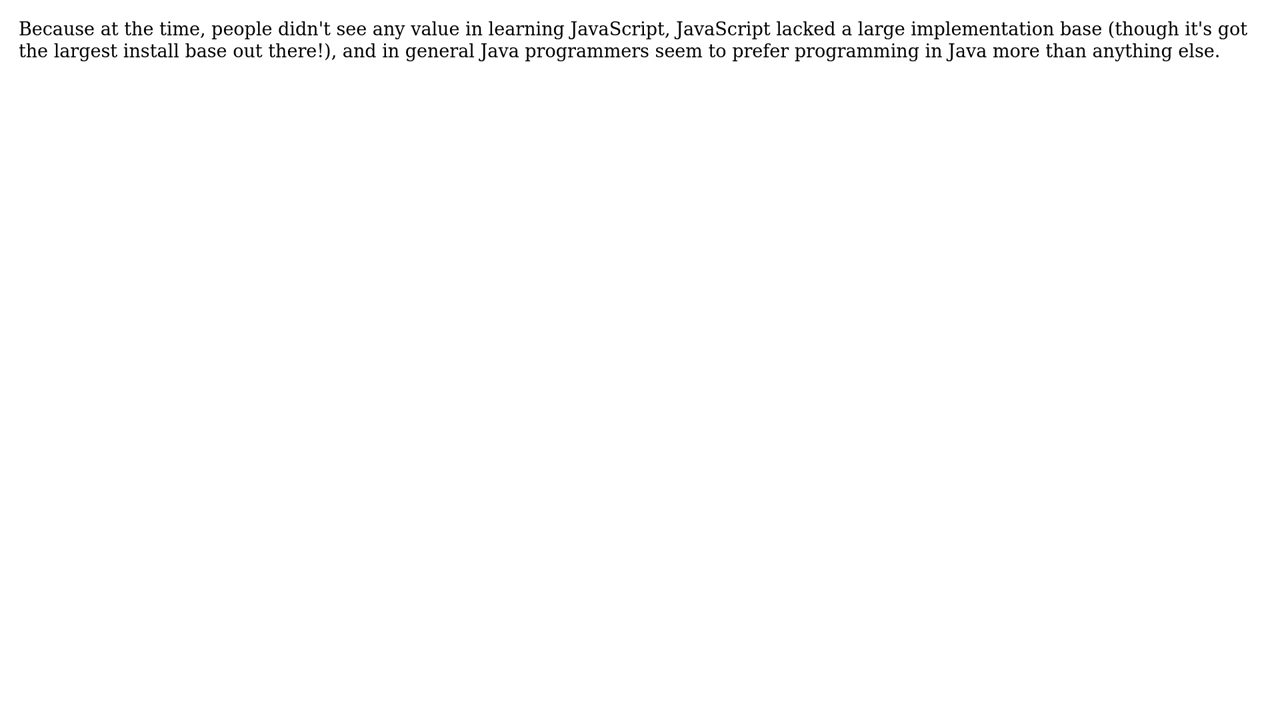 Because at the time, people didn't see any value in learning JavaScript, JavaScript lacked a large implementation base (though it's got
the largest install base out there!), and in general Java programmers seem to prefer programming in Java more than anything else.